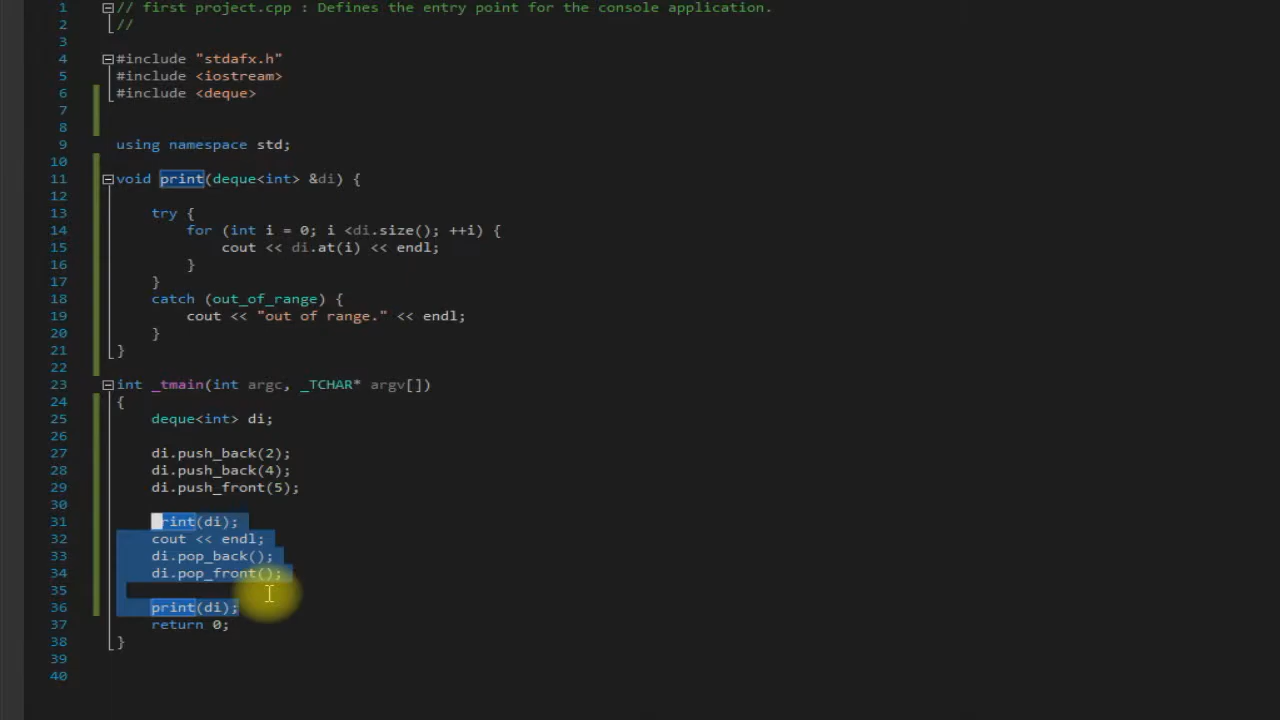 1 // first project.cpp : Defines the entry point for the console application.
2 //
3
4 #include "stdafx.h"
5 #include <iostream>
6 #include <deque>
7
8
9 using namespace std;
10
11 void print(deque<int> &di) {
12
13     try {
14         for (int i = 0; i <di.size(); ++i) {
15             cout << di.at(i) << endl;
16         }
17     }
18     catch (out_of_range) {
19         cout << "out of range." << endl;
20     }
21 }
22
23 int _tmain(int argc, _TCHAR* argv[])
24 {
25     deque<int> di;
26
27     di.push_back(2);
28     di.push_back(4);
29     di.push_front(5);
30
31     print(di);
32     cout << endl;
33     di.pop_back();
34     di.pop_front();
35
36     print(di);
37     return 0;
38 }
39
40